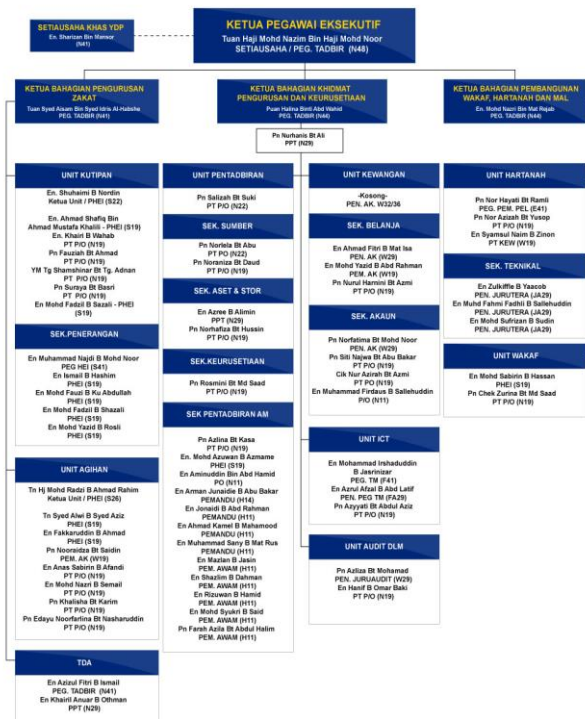 SETIAUSAHA KHAS YDP
En. Sharizan Bin Mansor
(N41)
KETUA PEGAWAI EKSEKUTIF
Tuan Haji Mohd Nazim Bin Haji Mohd Noor
SETIAUSAHA / PEG. TADBIR (N48)
KETUA BAHAGIAN PENGURUSAN
ZAKAT
Tuan Syed Aisam Bin Syed Idris Al-Habshe
PEG. TADBIR (N41)
KETUA BAHAGIAN KHIDMAT
PENGURUSAN DAN KEURUSETIAAN
Puan Halina Binti Abd Wahid
PEG. TADBIR (N44)
KETUA BAHAGIAN PEMBANGUNAN
WAKAF, HARTANAH DAN MAL
En. Mohd Nazri Bin Mat Rejab
PEG. TADBIR (N44)
Pn Nurhanis Bt Ali
PPT (N29)
UNIT KUTIPAN
En. Shuhaimi B Nordin
Ketua Unit / PHEI (S22)
En. Ahmad Shafiq Bin
Ahmad Mustafa Khalili - PHEI (S19)
En. Khairi B Wahab
PT P/O (N19)
Pn Fauziah Bt Ahmad
PT P/O (N19)
YM Tg Shamshinar Bt Tg. Adnan
PT P/O (N19)
Pn Suraya Bt Basri
PT P/O (N19)
En Mohd Fadzil B Sazali - PHEI
(S19)
SEK.PENERANGAN
En Muhammad Najdi B Mohd Noor
PEG HEI (S41)
En Ismail B Hashim
PHEI (S19)
En Mohd Fauzi B Ku Abdullah
PHEI (S19)
En Mohd Fadzil B Shazali
PHEI (S19)
En Mohd Yazid B Rosli
PHEI (S19)
UNIT AGIHAN
Tn Hj Mohd Radzi B Ahmad Rahim
Ketua Unit / PHEI (S26)
Tn Syed Alwi B Syed Aziz
PHEI (S19)
En Fakkaruddin B Ahmad
PHEI (S19)
Pn Nooraidza Bt Saidin
PEM. AK (W19)
En Anas Sabirin B Afandi
PT P/O (N19)
En Mohd Nazri B Semail
PT P/O (N19)
Pn Khalisha Bt Karim
PT P/O (N19)
Pn Edayu Noorfarlina Bt Nasharuddin
PT P/O (N19)
TDA
En Azizul Fitri B Ismail
PEG. TADBIR (N41)
En Khairil Anuar B Othman
PPT (N29)
UNIT PENTADBIRAN
Pn Salizah Bt Suki
PT P/O (N22)
SEK. SUMBER
Pn Norlela Bt Abu
PT P/O (N22)
Pn Noraniza Bt Daud
PT P/O (N19)
SEK. ASET & STOR
En Azree B Alimin
PPT (N29)
Pn Norhafiza Bt Hussin
PT P/O (N19)
SEK.KEURUSETIAAN
Pn Rosmini Bt Md Saad
PT P/O (N19)
SEK PENTADBIRAN AM
Pn Azlina Bt Kasa
PT P/O (N19)
En. Mohd Azuwan B Azmame
PHEI (S19)
En Aminuddin Bin Abd Hamid
PO (N11)
En Arman Junaidie B Abu Bakar
PEMANDU (H14)
En Jonaidi B Abd Rahman
PEMANDU (H11)
En Ahmad Kamel B Mahamood
PEMANDU (H11)
En Muhammad Sany B Mat Rus
PEMANDU (H11)
En Mazlan B Jasin
PEM. AWAM (H11)
En Shazlim B Dahman
PEM. AWAM (H11)
En Rizuwan B Hamid
PEM. AWAM (H11)
En Mohd Syukri B Said
PEM. AWAM (H11)
Pn Farah Azila Bt Abdul Halim
PEM. AWAM (H11)
UNIT KEWANGAN
-Kosong-
PEN. AK. W32/36
SEK. BELANJA
En Ahmad Fitri B Mat Isa
PEN. AK (W29)
En Mohd Yazid B Abd Rahman
PEM. AK (W19)
Pn Nurul Harnini Bt Azmi
PT P/O (N19)
SEK. AKAUN
Pn Norfatima Bt Mohd Noor
PEN. AK (W29)
Pn Siti Najwa Bt Abu Bakar
PT P/O (N19)
Cik Nur Azirah Bt Azmi
PT PO (N19)
En Muhammad Firdaus B Sallehuddin
P/O (N11)
UNIT ICT
En Mohammad Irshaduddin
B Jasrinizar
PEG. TM (F41)
En Azrul Afzal B Abd Latif
PEN. PEG TM (FA29)
Pn Azyyati Bt Abdul Aziz
PT P/O (N19)
UNIT AUDIT DLM
Pn Azliza Bt Mohamad
PEN. JURUAUDIT (W29)
En Hanif B Omar Baki
PT P/O (N19)
UNIT HARTANAH
Pn Nor Hayati Bt Ramli
PEG. PEM. PEL (E41)
Pn Nor Azizah Bt Yusop
PT P/O (N19)
En Syamsul Naim B Zinon
PT KEW (W19)
SEK. TEKNIKAL
En Zulkiffle B Yaacob
PEN. JURUTERA (JA29)
En Muhd Fahmi Fadhli B Sallehuddin
PEN. JURUTERA (JA29)
En Mohd Sufrizan B Sudin
PEN. JURUTERA (JA29)
UNIT WAKAF
En Mohd Sabirin B Hassan
PHEI (S19)
Pn Chek Zurina Bt Md Saad
PT P/O (N19)